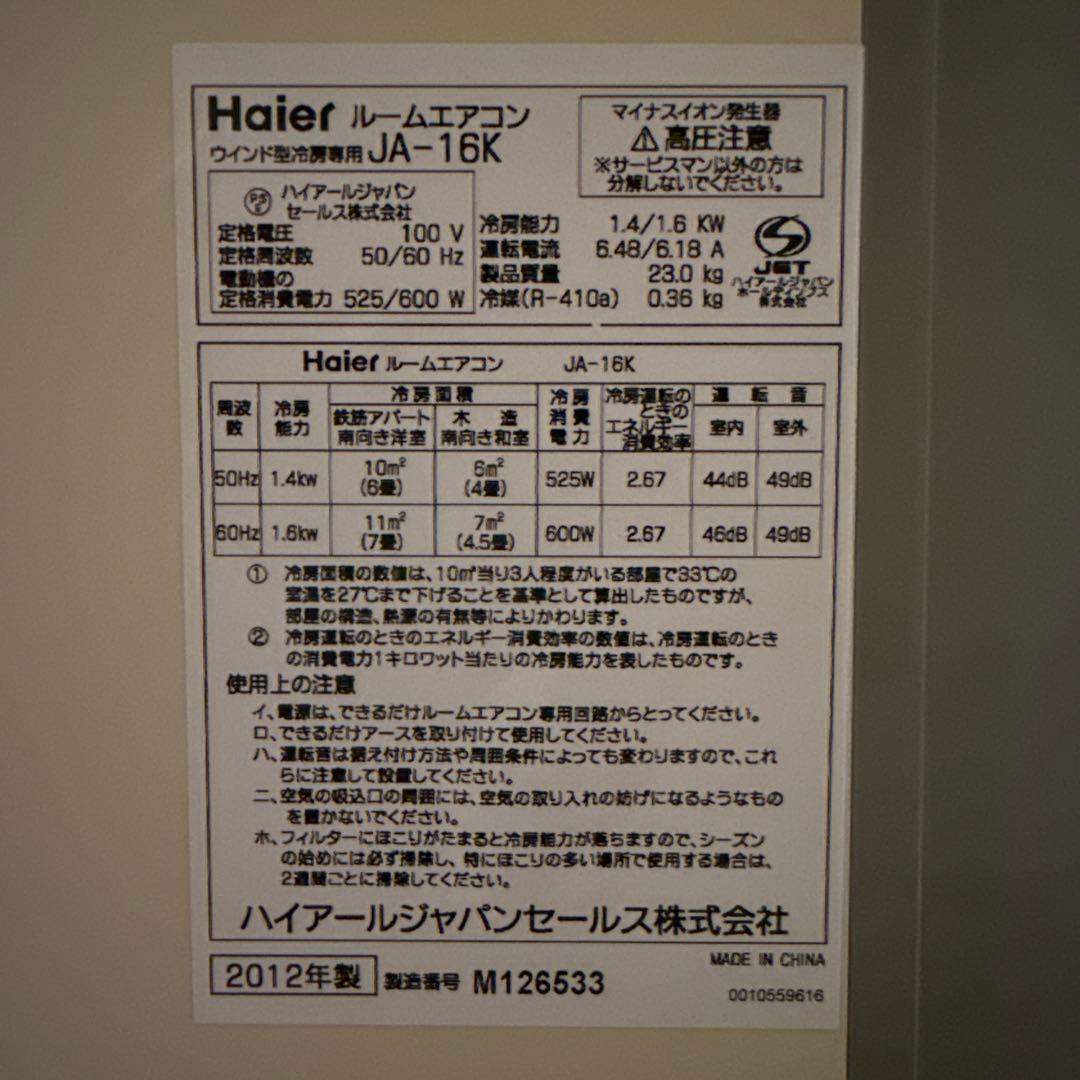 Haier ルームエアコン
ウインド型冷房専用 JA-16K
マイナスイオン発生器
⚠高圧注意
※サービスマン以外の方は
分解しないでください。
PS
E
ハイアールジャパン
セールス株式会社
定格電圧 100 V
定格周波数 50/60 Hz
電動機の
定格消費電力 525/600 W
冷房能力 1.4/1.6 KW
運転電流 6.48/6.18 A
製品質量 23.0 kg
冷媒(R-410a) 0.36 kg
JET
ハイアールジャパン
ホールディングス
株式会社
Haier ルームエアコン JA-16K
周波数 冷房能力 冷房面積 冷房消費電力 冷房運転のときのエネルギー消費効率 運転音
鉄筋アパート南向き洋室 木造南向き和室 室内 室外
50Hz 1.4kw 10m²(6畳) 6m²(4畳) 525W 2.67 44dB 49dB
60Hz 1.6kw 11m²(7畳) 7m²(4.5畳) 600W 2.67 46dB 49dB
① 冷房面積の数値は、10㎡当り3人程度がいる部屋で33℃の
室温を27℃まで下げることを基準として算出したものですが、
部屋の構造、熱源の有無等によりかわります。
② 冷房運転のときのエネルギー消費効率の数値は、冷房運転のとき
の消費電力1キロワット当たりの冷房能力を表したものです。
使用上の注意
イ、電源は、できるだけルームエアコン専用回路からとってください。
ロ、できるだけアースを取り付けて使用してください。
ハ、運転音は据え付け方法や周囲条件によっても変わりますので、これ
らに注意して設置してください。
ニ、空気の吸込口の周囲には、空気の取り入れの妨げになるようなもの
を置かないでください。
ホ、フィルターにほこりがたまると冷房能力が落ちますので、シーズン
の始めには必ず掃除し、特にほこりの多い場所で使用する場合は、
2週間ごとに掃除してください。
ハイアールジャパンセールス株式会社
2012年製 製造番号 M126533
MADE IN CHINA
0010559616